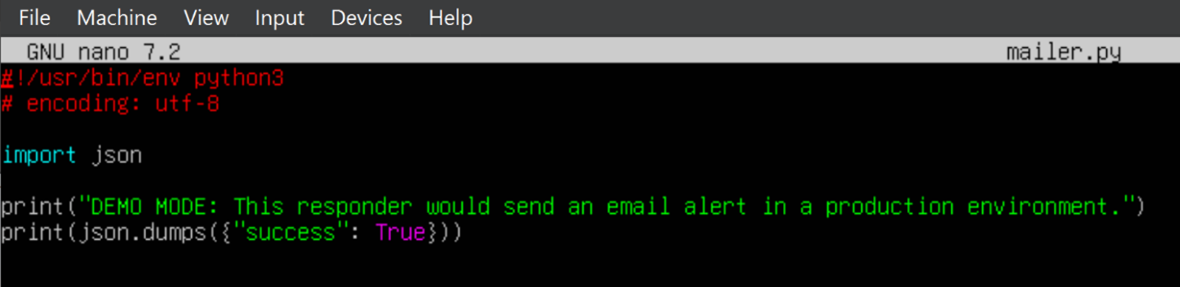 File Machine View Input Devices Help
GNU nano 7.2 mailer.py
#!/usr/bin/env python3
# encoding: utf-8
import json
print("DEMO MODE: This responder would send an email alert in a production environment.")
print(json.dumps({"success": True}))